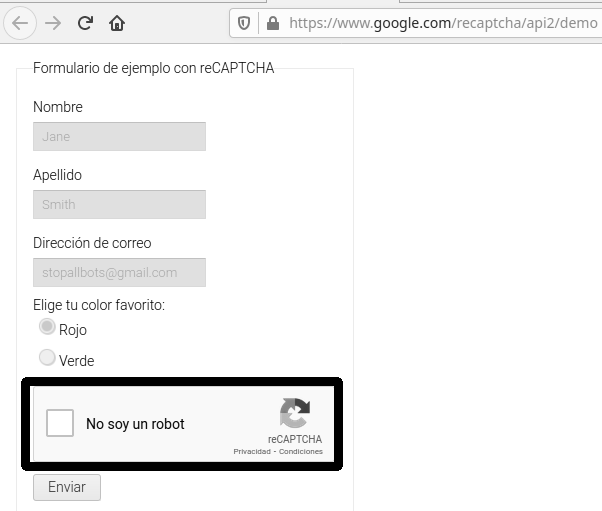 https://www.google.com/recaptcha/api2/demo
Formulario de ejemplo con reCAPTCHA
Nombre
Jane
Apellido
Smith
Dirección de correo
stopallbots@gmail.com
Elige tu color favorito:
Rojo
Verde
No soy un robot
reCAPTCHA
Privacidad - Condiciones
Enviar